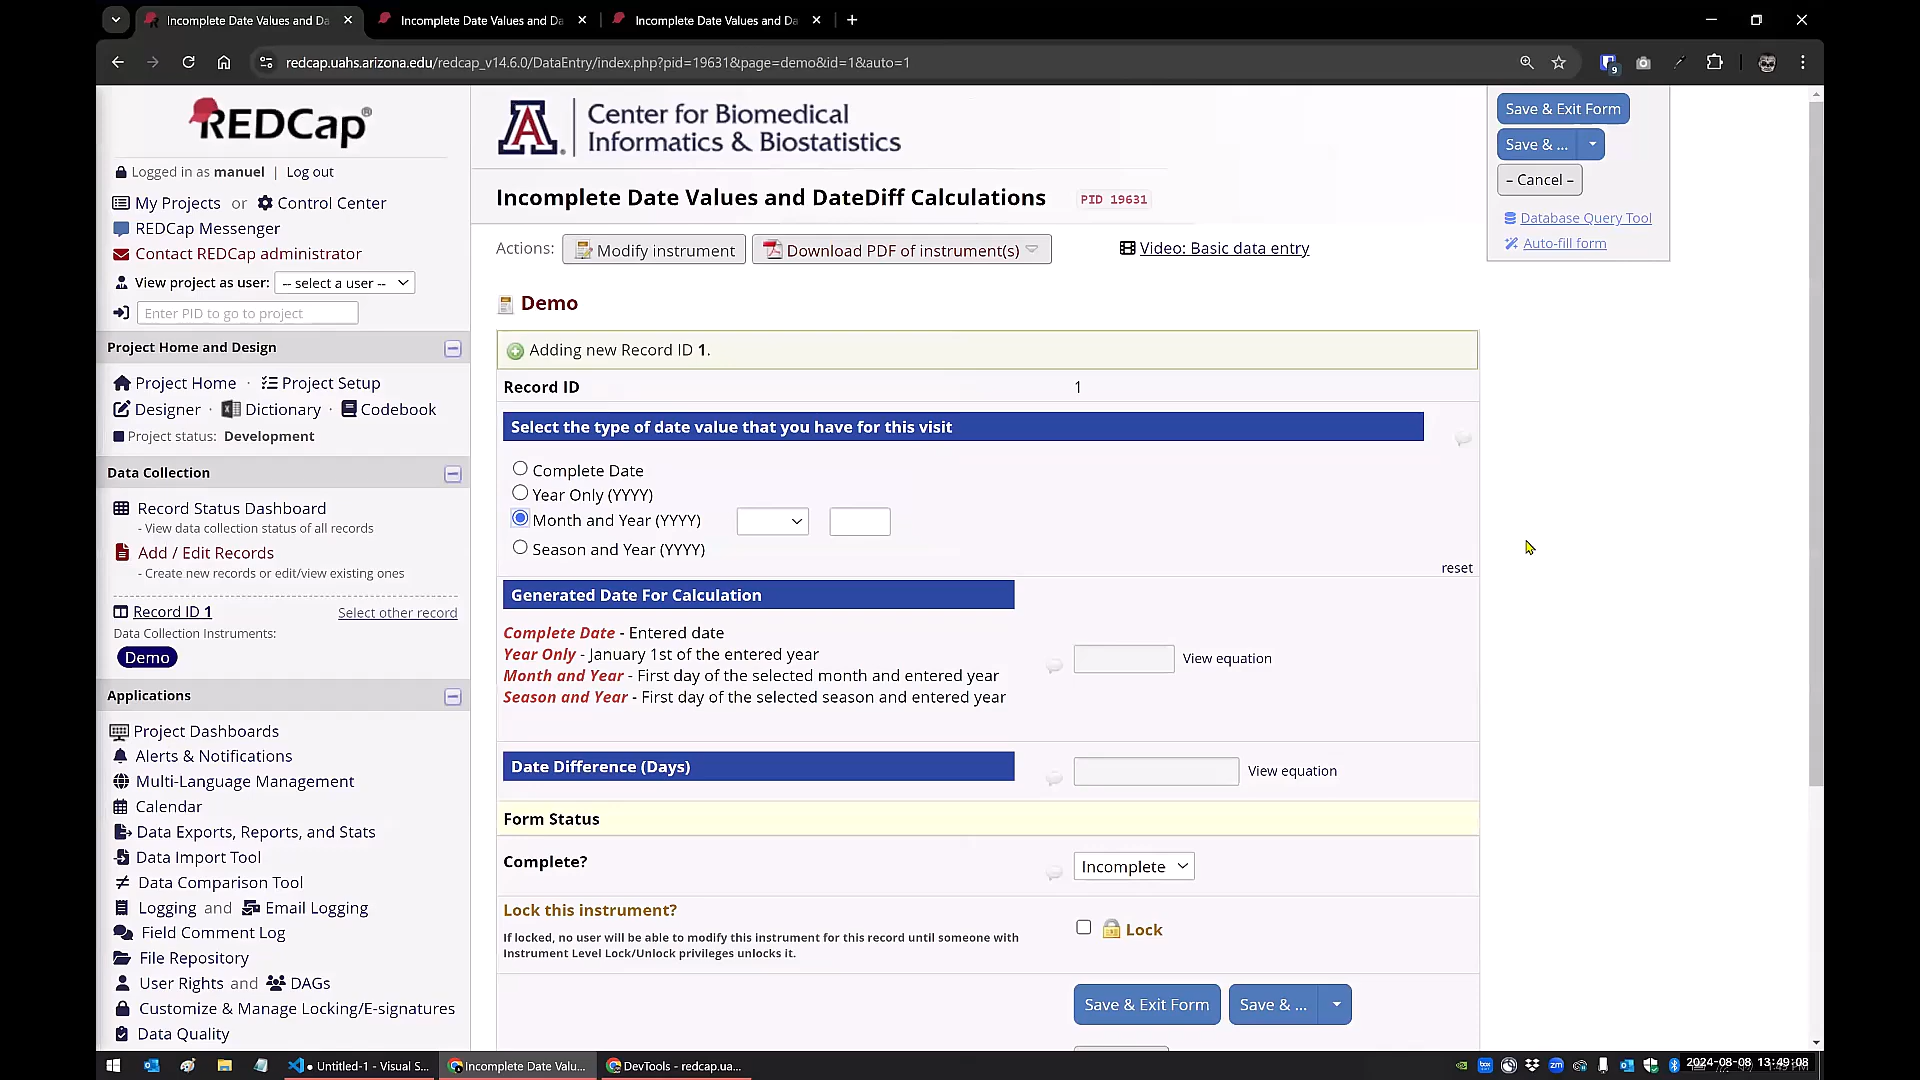 Incomplete Date Values and Da
Incomplete Date Values and Da
Incomplete Date Values and Da
redcap.uahs.arizona.edu/redcap_v14.6.0/DataEntry/index.php?pid=19631&page=demo&id=1&auto=1
9
REDCap®
Logged in as manuel | Log out
My Projects or Control Center
REDCap Messenger
Contact REDCap administrator
View project as user: -- select a user --
Enter PID to go to project
Project Home and Design
Project Home · Project Setup
Designer · Dictionary · Codebook
Project status: Development
Data Collection
Record Status Dashboard
- View data collection status of all records
Add / Edit Records
- Create new records or edit/view existing ones
Record ID 1 Select other record
Data Collection Instruments:
Demo
Applications
Project Dashboards
Alerts & Notifications
Multi-Language Management
Calendar
Data Exports, Reports, and Stats
Data Import Tool
Data Comparison Tool
Logging and Email Logging
Field Comment Log
File Repository
User Rights and DAGs
Customize & Manage Locking/E-signatures
Data Quality
A
Center for Biomedical
Informatics & Biostatistics
Incomplete Date Values and DateDiff Calculations PID 19631
Actions: Modify instrument Download PDF of instrument(s) Video: Basic data entry
Demo
Adding new Record ID 1.
Record ID 1
Select the type of date value that you have for this visit
Complete Date
Year Only (YYYY)
Month and Year (YYYY)
Season and Year (YYYY)
reset
Generated Date For Calculation
Complete Date - Entered date
Year Only - January 1st of the entered year
Month and Year - First day of the selected month and entered year
Season and Year - First day of the selected season and entered year
View equation
Date Difference (Days) View equation
Form Status
Complete? Incomplete
Lock this instrument?
If locked, no user will be able to modify this instrument for this record until someone with
Instrument Level Lock/Unlock privileges unlocks it.
Lock
Save & Exit Form Save & ...
Save & Exit Form
Save & ...
– Cancel –
Database Query Tool
Auto-fill form
Untitled-1 - Visual S...
Incomplete Date Valu...
DevTools - redcap.ua...
2024-08-08 13:49:08